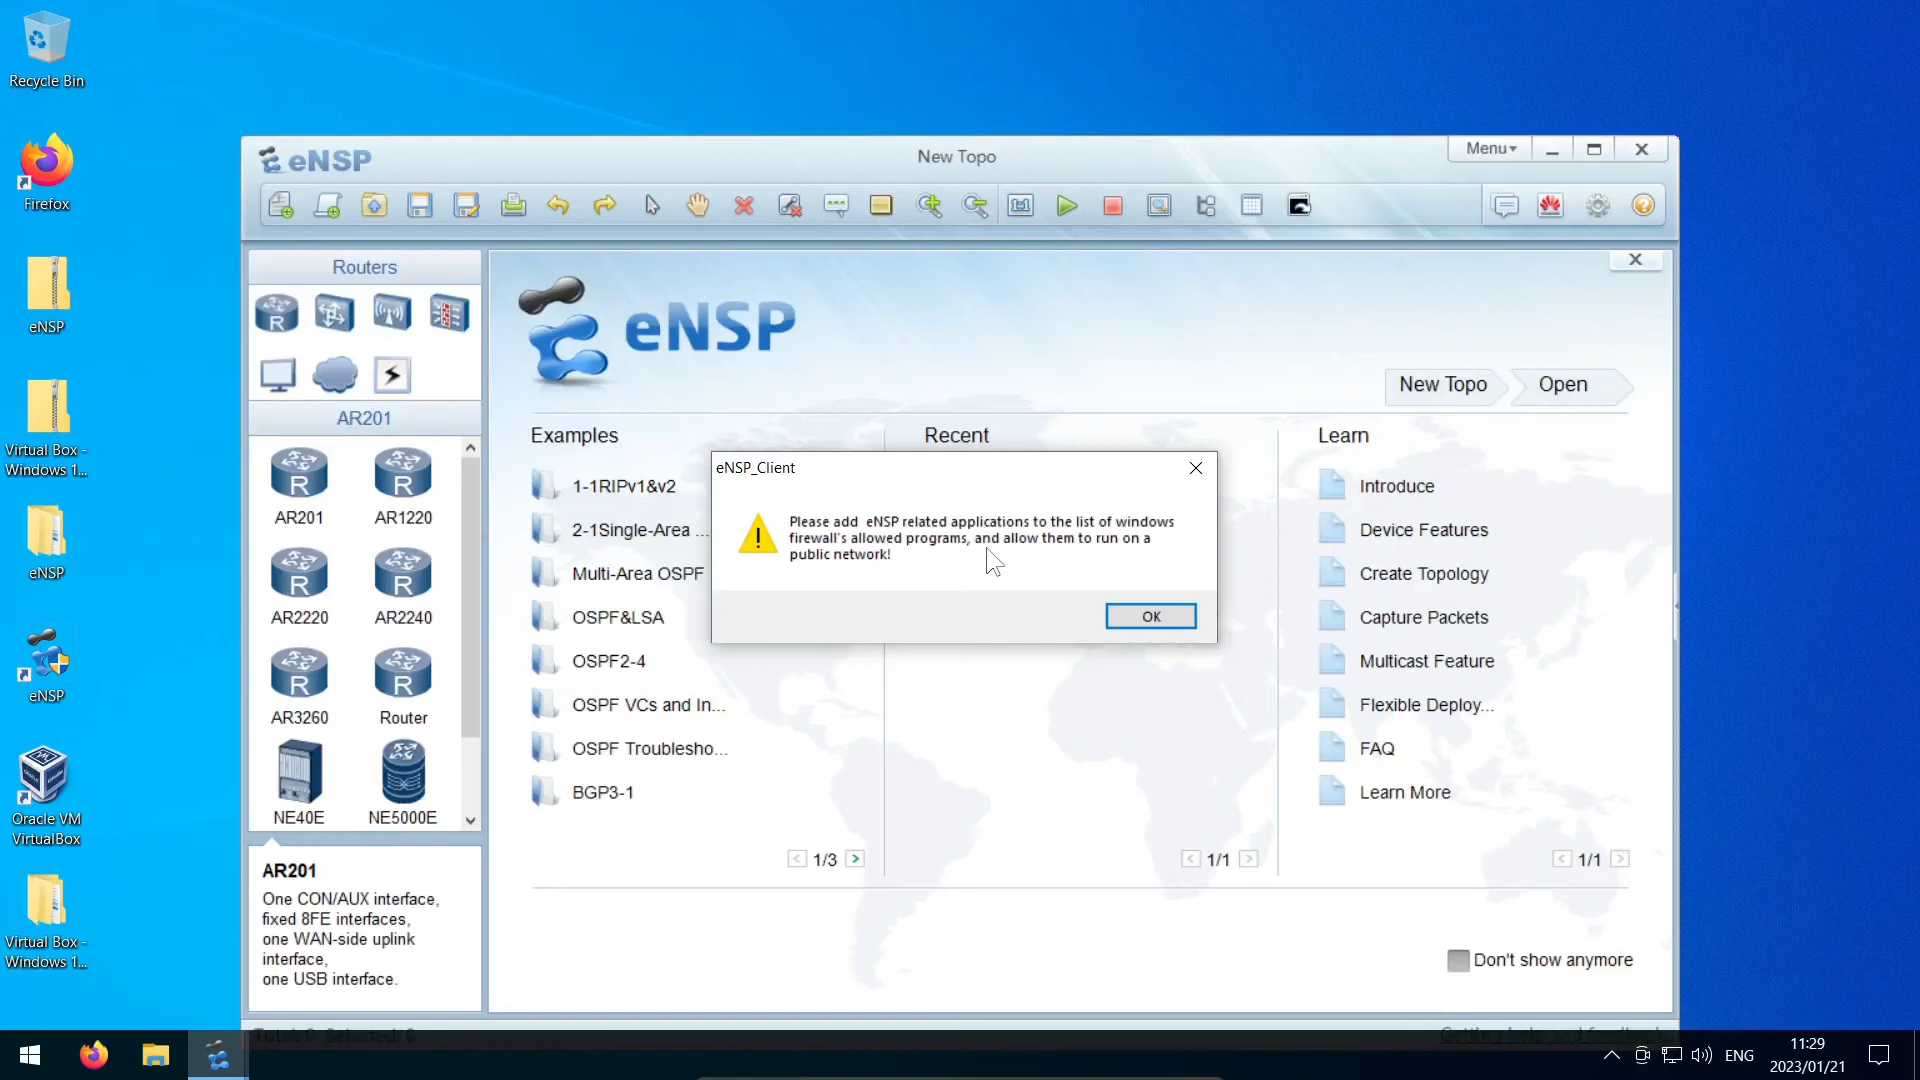 Recycle Bin
Firefox
eNSP
Virtual Box -
Windows 1...
eNSP
eNSP
Oracle VM
VirtualBox
Virtual Box -
Windows 1...
eNSP
New Topo
Menu
Routers
R
AR201
R
AR201
R
AR1220
R
AR2220
R
AR2240
R
AR3260
R
Router
NE40E
NE5000E
AR201
One CON/AUX interface,
fixed 8FE interfaces,
one WAN-side uplink
interface,
one USB interface.
eNSP
New Topo
Open
Examples
1-1RIPv1&v2
2-1Single-Area ...
Multi-Area OSPF
OSPF&LSA
OSPF2-4
OSPF VCs and In...
OSPF Troublesho...
BGP3-1
< 1/3 >
Recent
< 1/1 >
Learn
Introduce
Device Features
Create Topology
Capture Packets
Multicast Feature
Flexible Deploy...
FAQ
Learn More
< 1/1 >
Don't show anymore
eNSP_Client
Please add eNSP related applications to the list of windows
firewall's allowed programs, and allow them to run on a
public network!
OK
ENG
11:29
2023/01/21